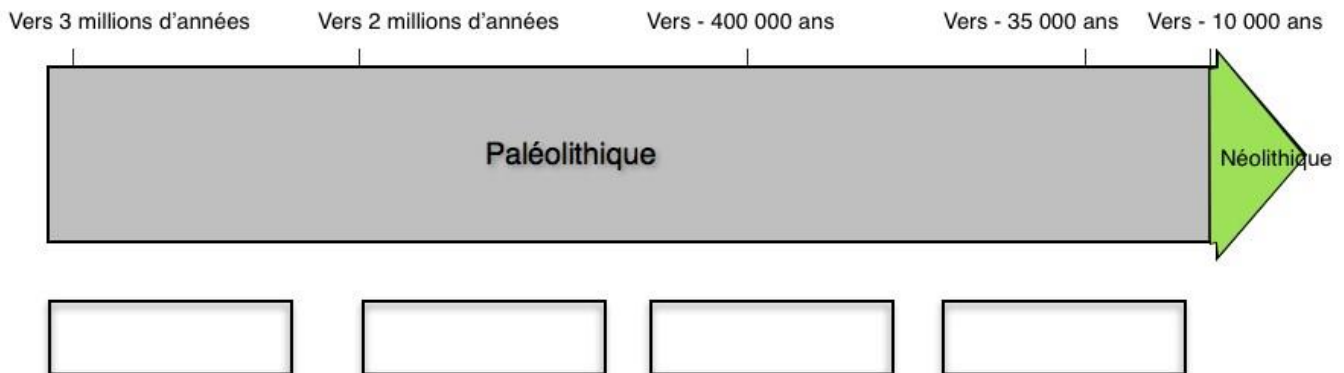 Vers 3 millions d’années Vers 2 millions d’années Vers - 400 000 ans Vers - 35 000 ans Vers - 10 000 ans
Paléolithique
Néolithique